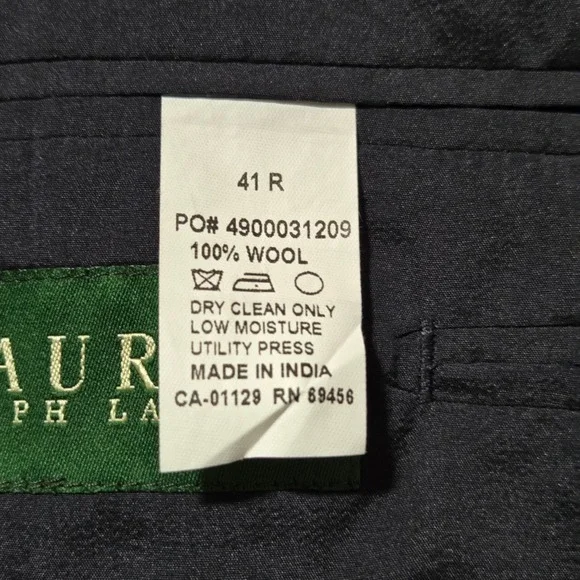 41 R
PO# 4900031209
100% WOOL
DRY CLEAN ONLY
LOW MOISTURE
UTILITY PRESS
MADE IN INDIA
CA-01129 RN 69456
AUR
PH LA